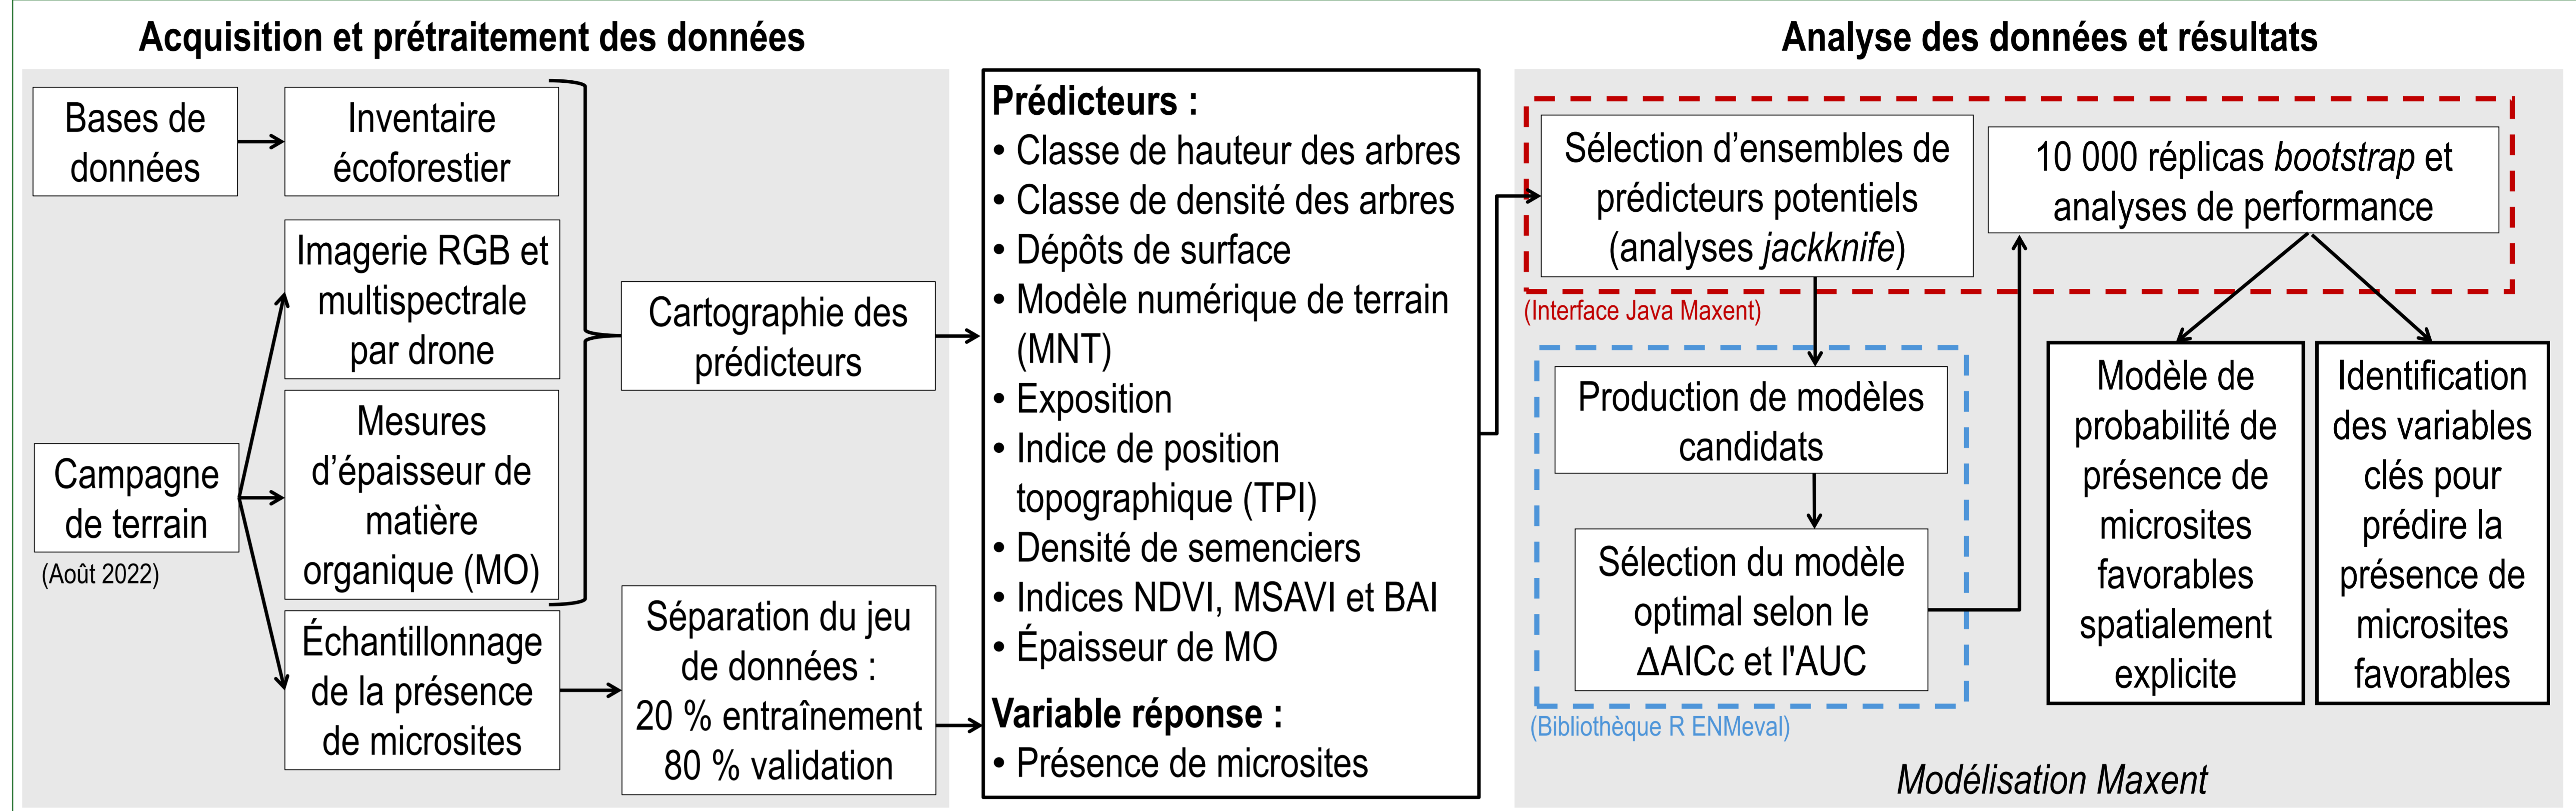 Acquisition et prétraitement des données
Bases de
données
Inventaire
écoforestier
Imagerie RGB et
multispectrale
par drone
Campagne
de terrain
(Août 2022)
Mesures
d’épaisseur de
matière
organique (MO)
Échantillonnage
de la présence
de microsites
Cartographie des
prédicteurs
Séparation du jeu
de données :
20 % entraînement
80 % validation
Prédicteurs :
• Classe de hauteur des arbres
• Classe de densité des arbres
• Dépôts de surface
• Modèle numérique de terrain
(MNT)
• Exposition
• Indice de position
topographique (TPI)
• Densité de semenciers
• Indices NDVI, MSAVI et BAI
• Épaisseur de MO
Variable réponse :
• Présence de microsites
Analyse des données et résultats
Sélection d’ensembles de
prédicteurs potentiels
(analyses jackknife)
10 000 réplicas bootstrap et
analyses de performance
(Interface Java Maxent)
Production de modèles
candidats
Sélection du modèle
optimal selon le
ΔAICc et l'AUC
(Bibliothèque R ENMeval)
Modèle de
probabilité de
présence de
microsites
favorables
spatialement
explicite
Identification
des variables
clés pour
prédire la
présence de
microsites
favorables
Modélisation Maxent